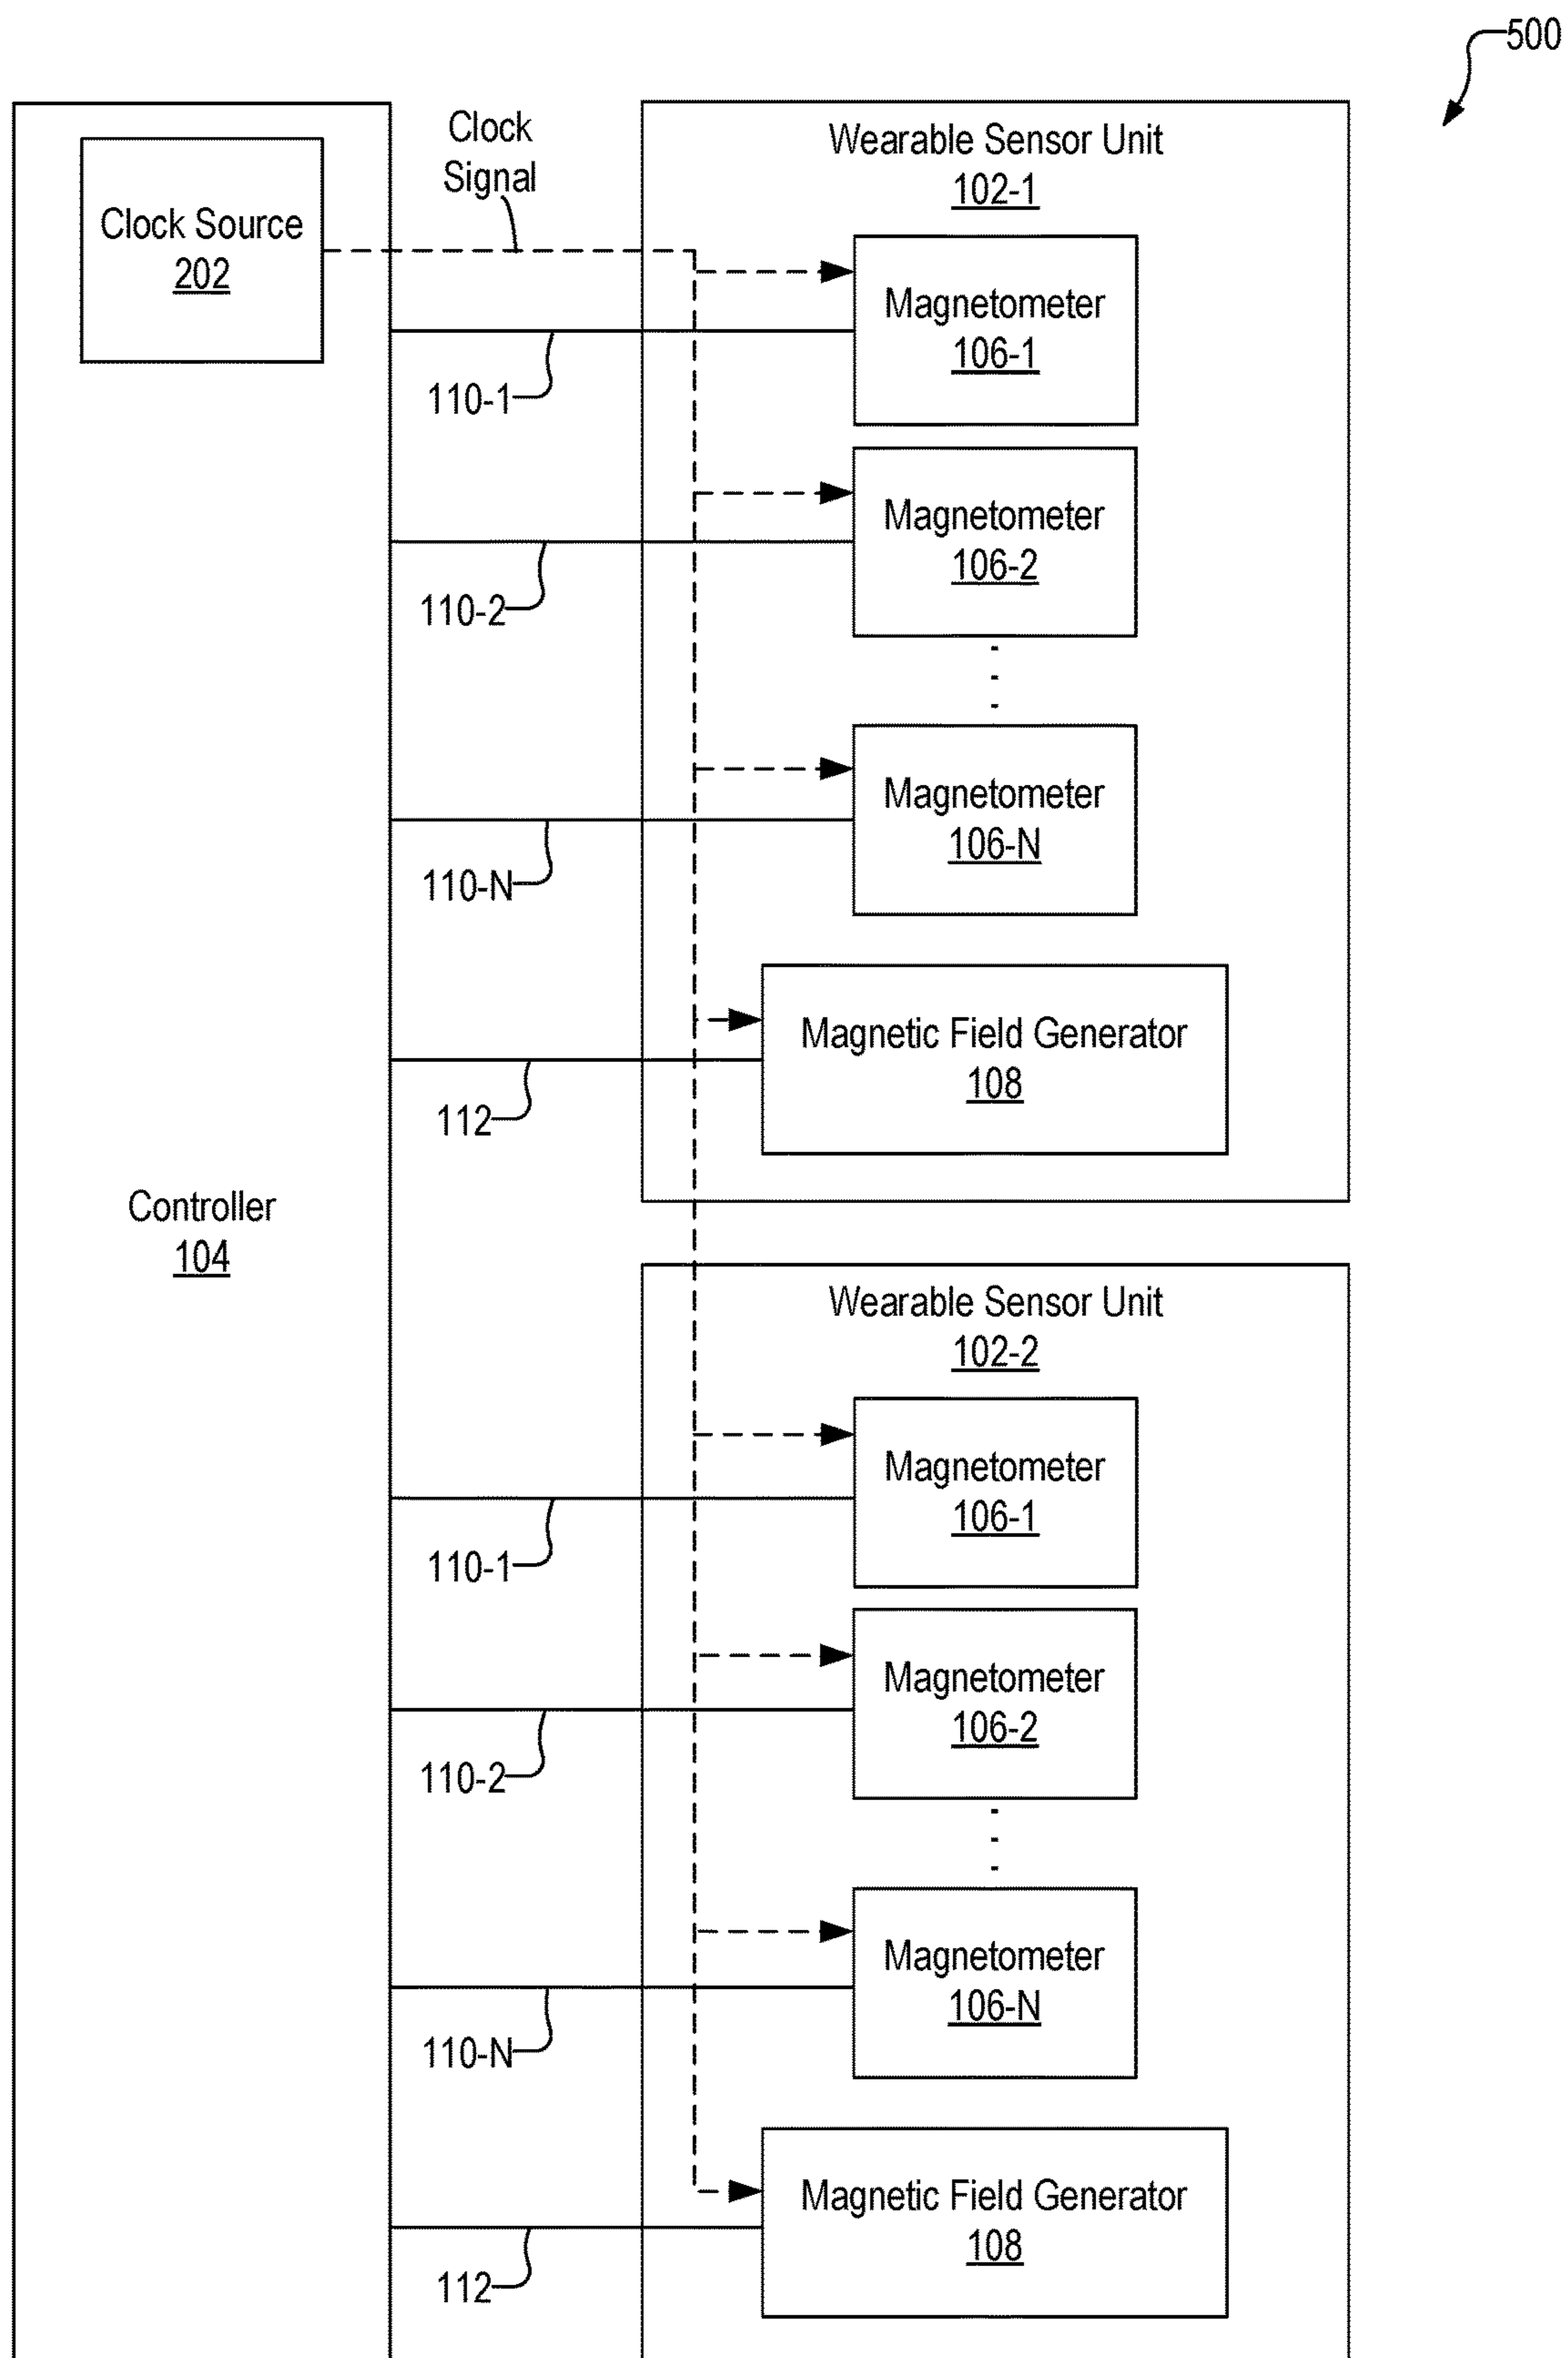 500
Clock
Signal
Clock Source
202
Wearable Sensor Unit
102-1
Magnetometer
106-1
110-1
Magnetometer
106-2
110-2
Magnetometer
106-N
110-N
Magnetic Field Generator
108
112
Controller
104
Wearable Sensor Unit
102-2
Magnetometer
106-1
110-1
Magnetometer
106-2
110-2
Magnetometer
106-N
110-N
Magnetic Field Generator
108
112